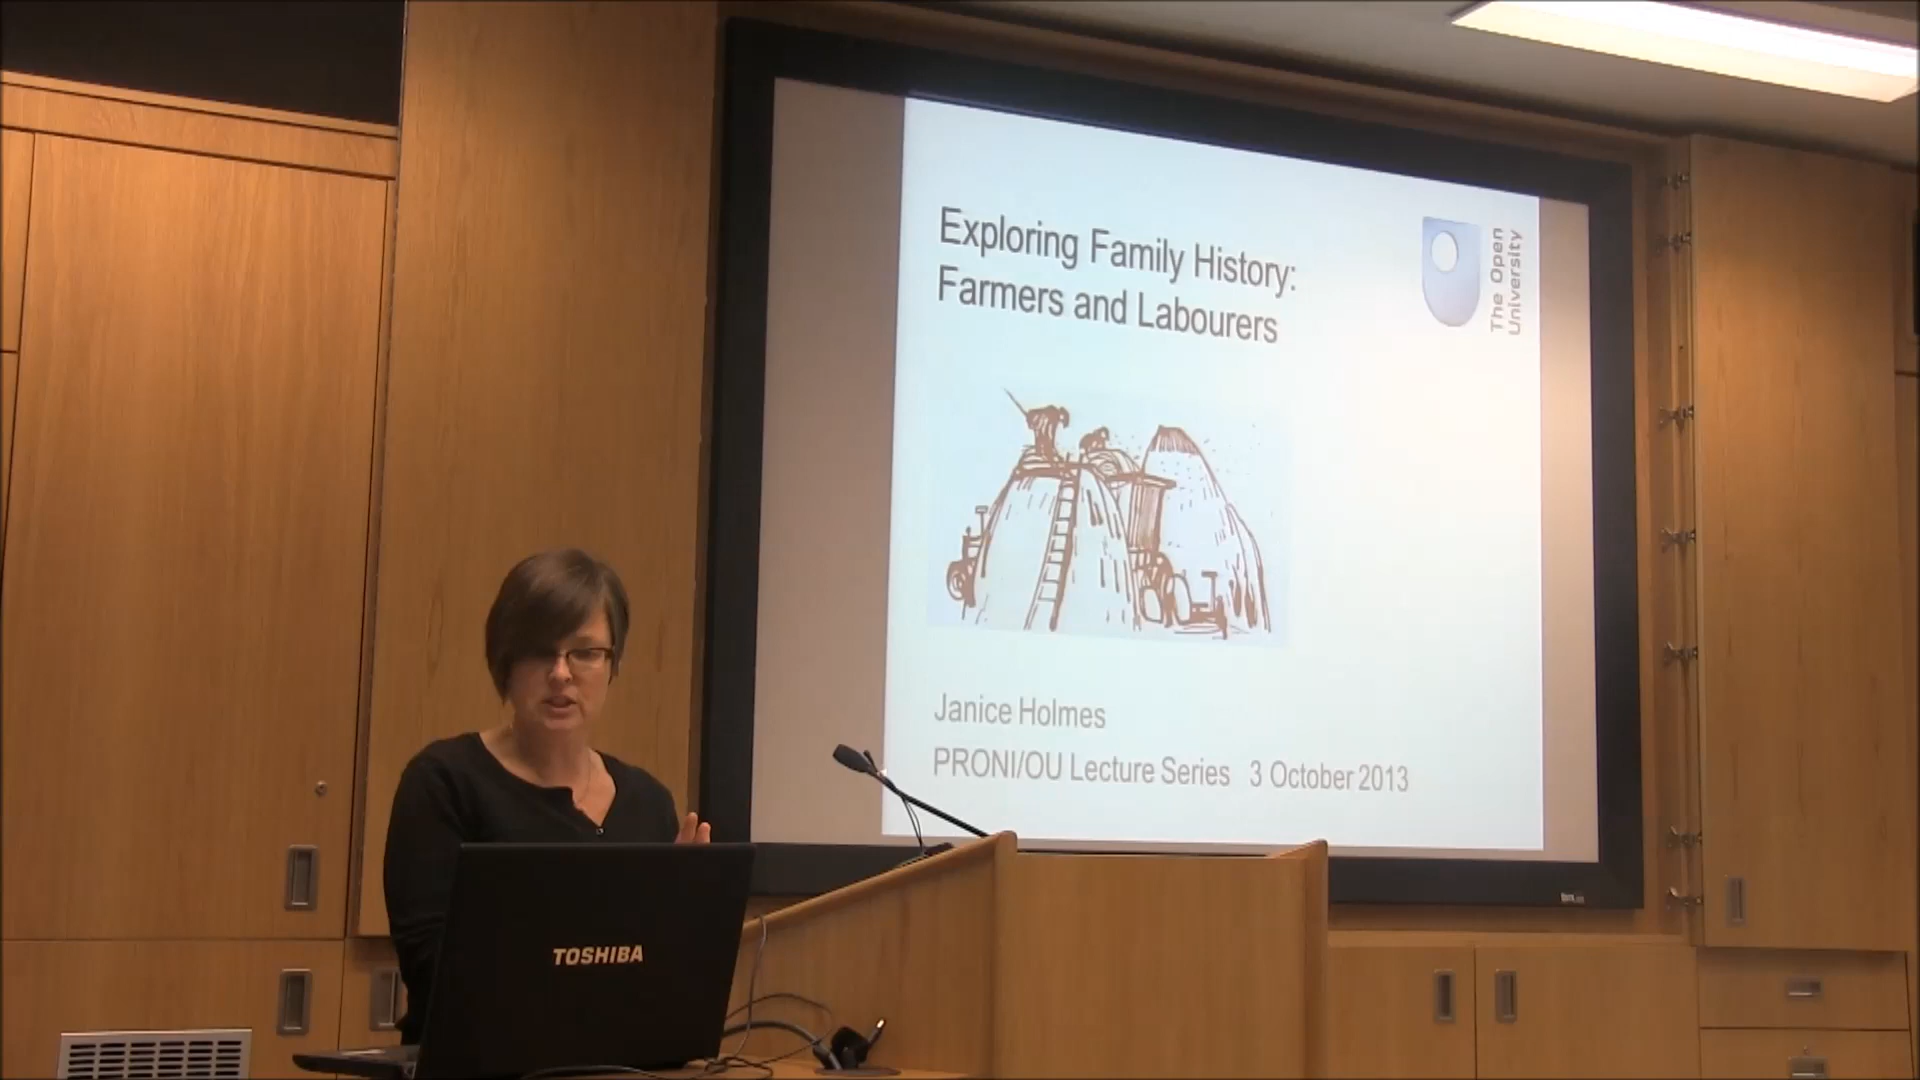 Exploring Family History:
Farmers and Labourers
The Open
University
Janice Holmes
PRONI/OU Lecture Series 3 October 2013
TOSHIBA